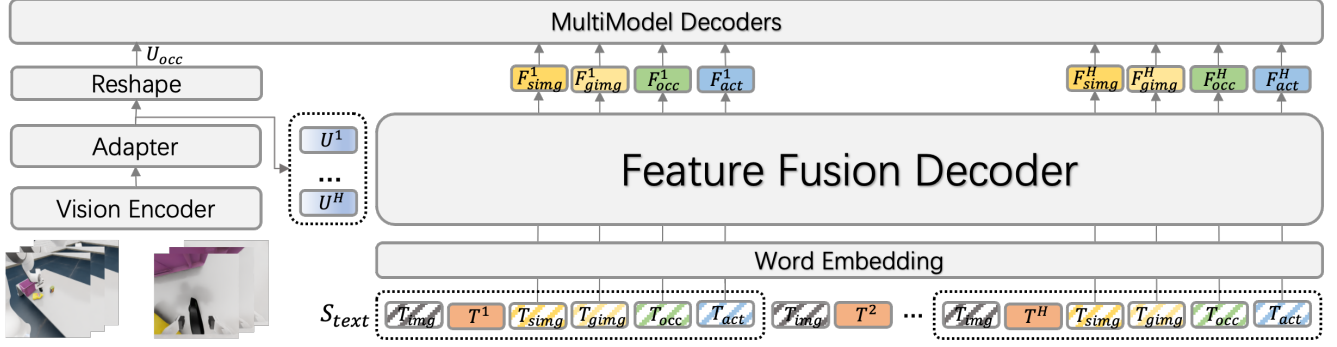 MultiModel Decoders
U_occ
Reshape
F^1_simg F^1_gimg F^1_occ F^1_act F^H_simg F^H_gimg F^H_occ F^H_act
Adapter
U^1
...
U^H
Feature Fusion Decoder
Vision Encoder
Word Embedding
S_text T_img T^1 T_simg T_gimg T_occ T_act T_img T^2 ... T_img T^H T_simg T_gimg T_occ T_act